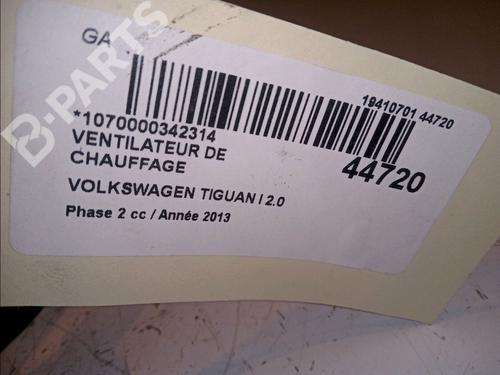 GA
19410701 44720
*1070000342314
44720
VENTILATEUR DE
CHAUFFAGE
VOLKSWAGEN TIGUAN I 2.0
Phase 2 cc / Année 2013
B-PARTS